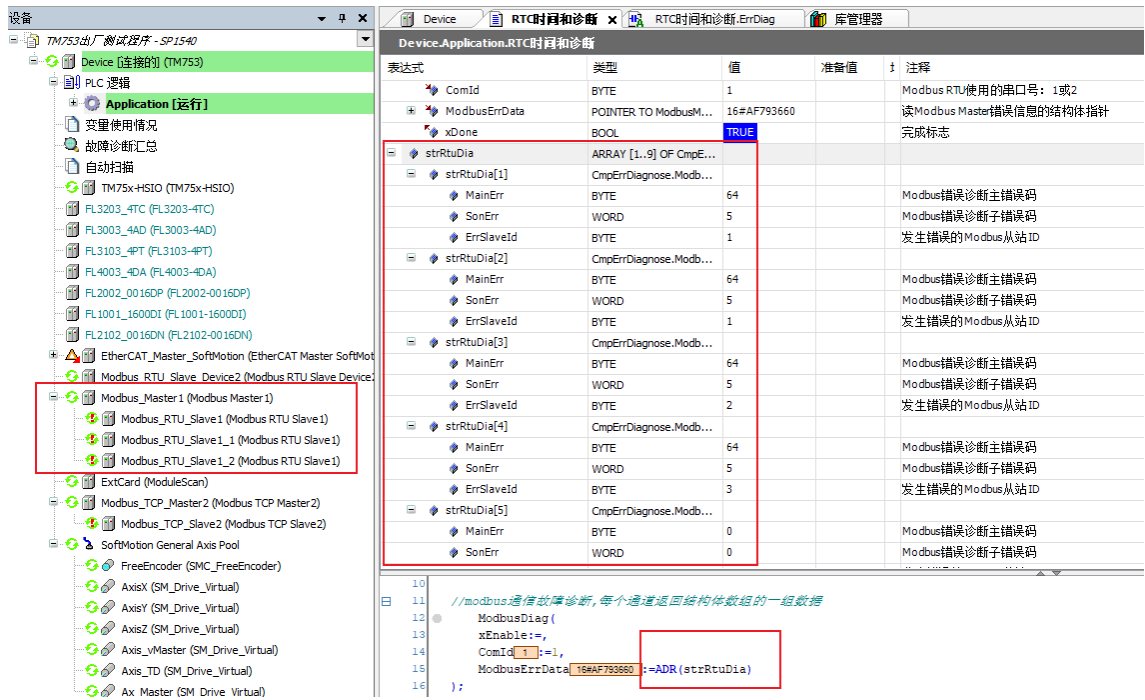 设备
TM753出厂测试程序 - SP1540
Device [连接的] (TM753)
PLC 逻辑
Application [运行]
变量使用情况
故障诊断汇总
自动扫描
TM75x-HSIO (TM75x-HSIO)
FL3203_4TC (FL3203-4TC)
FL3003_4AD (FL3003-4AD)
FL3103_4PT (FL3103-4PT)
FL4003_4DA (FL4003-4DA)
FL2002_0016DP (FL2002-0016DP)
FL1001_1600DI (FL1001-1600DI)
FL2102_0016DN (FL2102-0016DN)
EtherCAT_Master_SoftMotion (EtherCAT Master SoftMot
Modbus_RTU_Slave_Device2 (Modbus RTU Slave Device2
Modbus_Master1 (Modbus Master1)
Modbus_RTU_Slave1 (Modbus RTU Slave1)
Modbus_RTU_Slave1_1 (Modbus RTU Slave1)
Modbus_RTU_Slave1_2 (Modbus RTU Slave1)
ExtCard (ModuleScan)
Modbus_TCP_Master2 (Modbus TCP Master2)
Modbus_TCP_Slave2 (Modbus TCP Slave2)
SoftMotion General Axis Pool
FreeEncoder (SMC_FreeEncoder)
AxisX (SM_Drive_Virtual)
AxisY (SM_Drive_Virtual)
AxisZ (SM_Drive_Virtual)
Axis_vMaster (SM_Drive_Virtual)
Axis_TD (SM_Drive_Virtual)
Ax_Master (SM_Drive_Virtual)
Device RTC时间和诊断 RTC时间和诊断.ErrDiag 库管理器
Device.Application.RTC时间和诊断
表达式 类型 值 准备值 注释
ComId BYTE 1 Modbus RTU使用的串口号：1或2
ModbusErrData POINTER TO ModbusM... 16#AF793660 读Modbus Master错误信息的结构体指针
xDone BOOL TRUE 完成标志
strRtuDia ARRAY [1..9] OF CmpE...
strRtuDia[1] CmpErrDiagnose.Modb...
MainErr BYTE 64 Modbus错误诊断主错误码
SonErr WORD 5 Modbus错误诊断子错误码
ErrSlaveId BYTE 1 发生错误的Modbus从站ID
strRtuDia[2] CmpErrDiagnose.Modb...
MainErr BYTE 64 Modbus错误诊断主错误码
SonErr WORD 5 Modbus错误诊断子错误码
ErrSlaveId BYTE 1 发生错误的Modbus从站ID
strRtuDia[3] CmpErrDiagnose.Modb...
MainErr BYTE 64 Modbus错误诊断主错误码
SonErr WORD 5 Modbus错误诊断子错误码
ErrSlaveId BYTE 2 发生错误的Modbus从站ID
strRtuDia[4] CmpErrDiagnose.Modb...
MainErr BYTE 64 Modbus错误诊断主错误码
SonErr WORD 5 Modbus错误诊断子错误码
ErrSlaveId BYTE 3 发生错误的Modbus从站ID
strRtuDia[5] CmpErrDiagnose.Modb...
MainErr BYTE 0 Modbus错误诊断主错误码
SonErr WORD 0 Modbus错误诊断子错误码
10
11 //modbus通信故障诊断,每个通道返回结构体数组的一组数据
12 ModbusDiag(
13 xEnable:=,
14 ComId 1 :=1,
15 ModbusErrData 16#AF793660 :=ADR(strRtuDia)
16 );